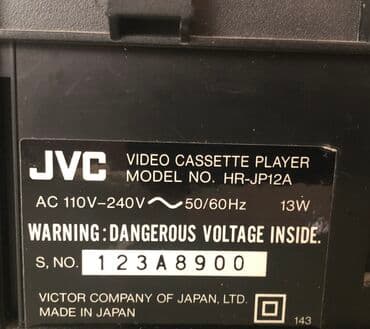 JVC VIDEO CASSETTE PLAYER
MODEL NO. HR-JP12A
AC 110V-240V ~ 50/60Hz 13W
WARNING: DANGEROUS VOLTAGE INSIDE.
S, NO. 123A8900
VICTOR COMPANY OF JAPAN, LTD.
MADE IN JAPAN
143